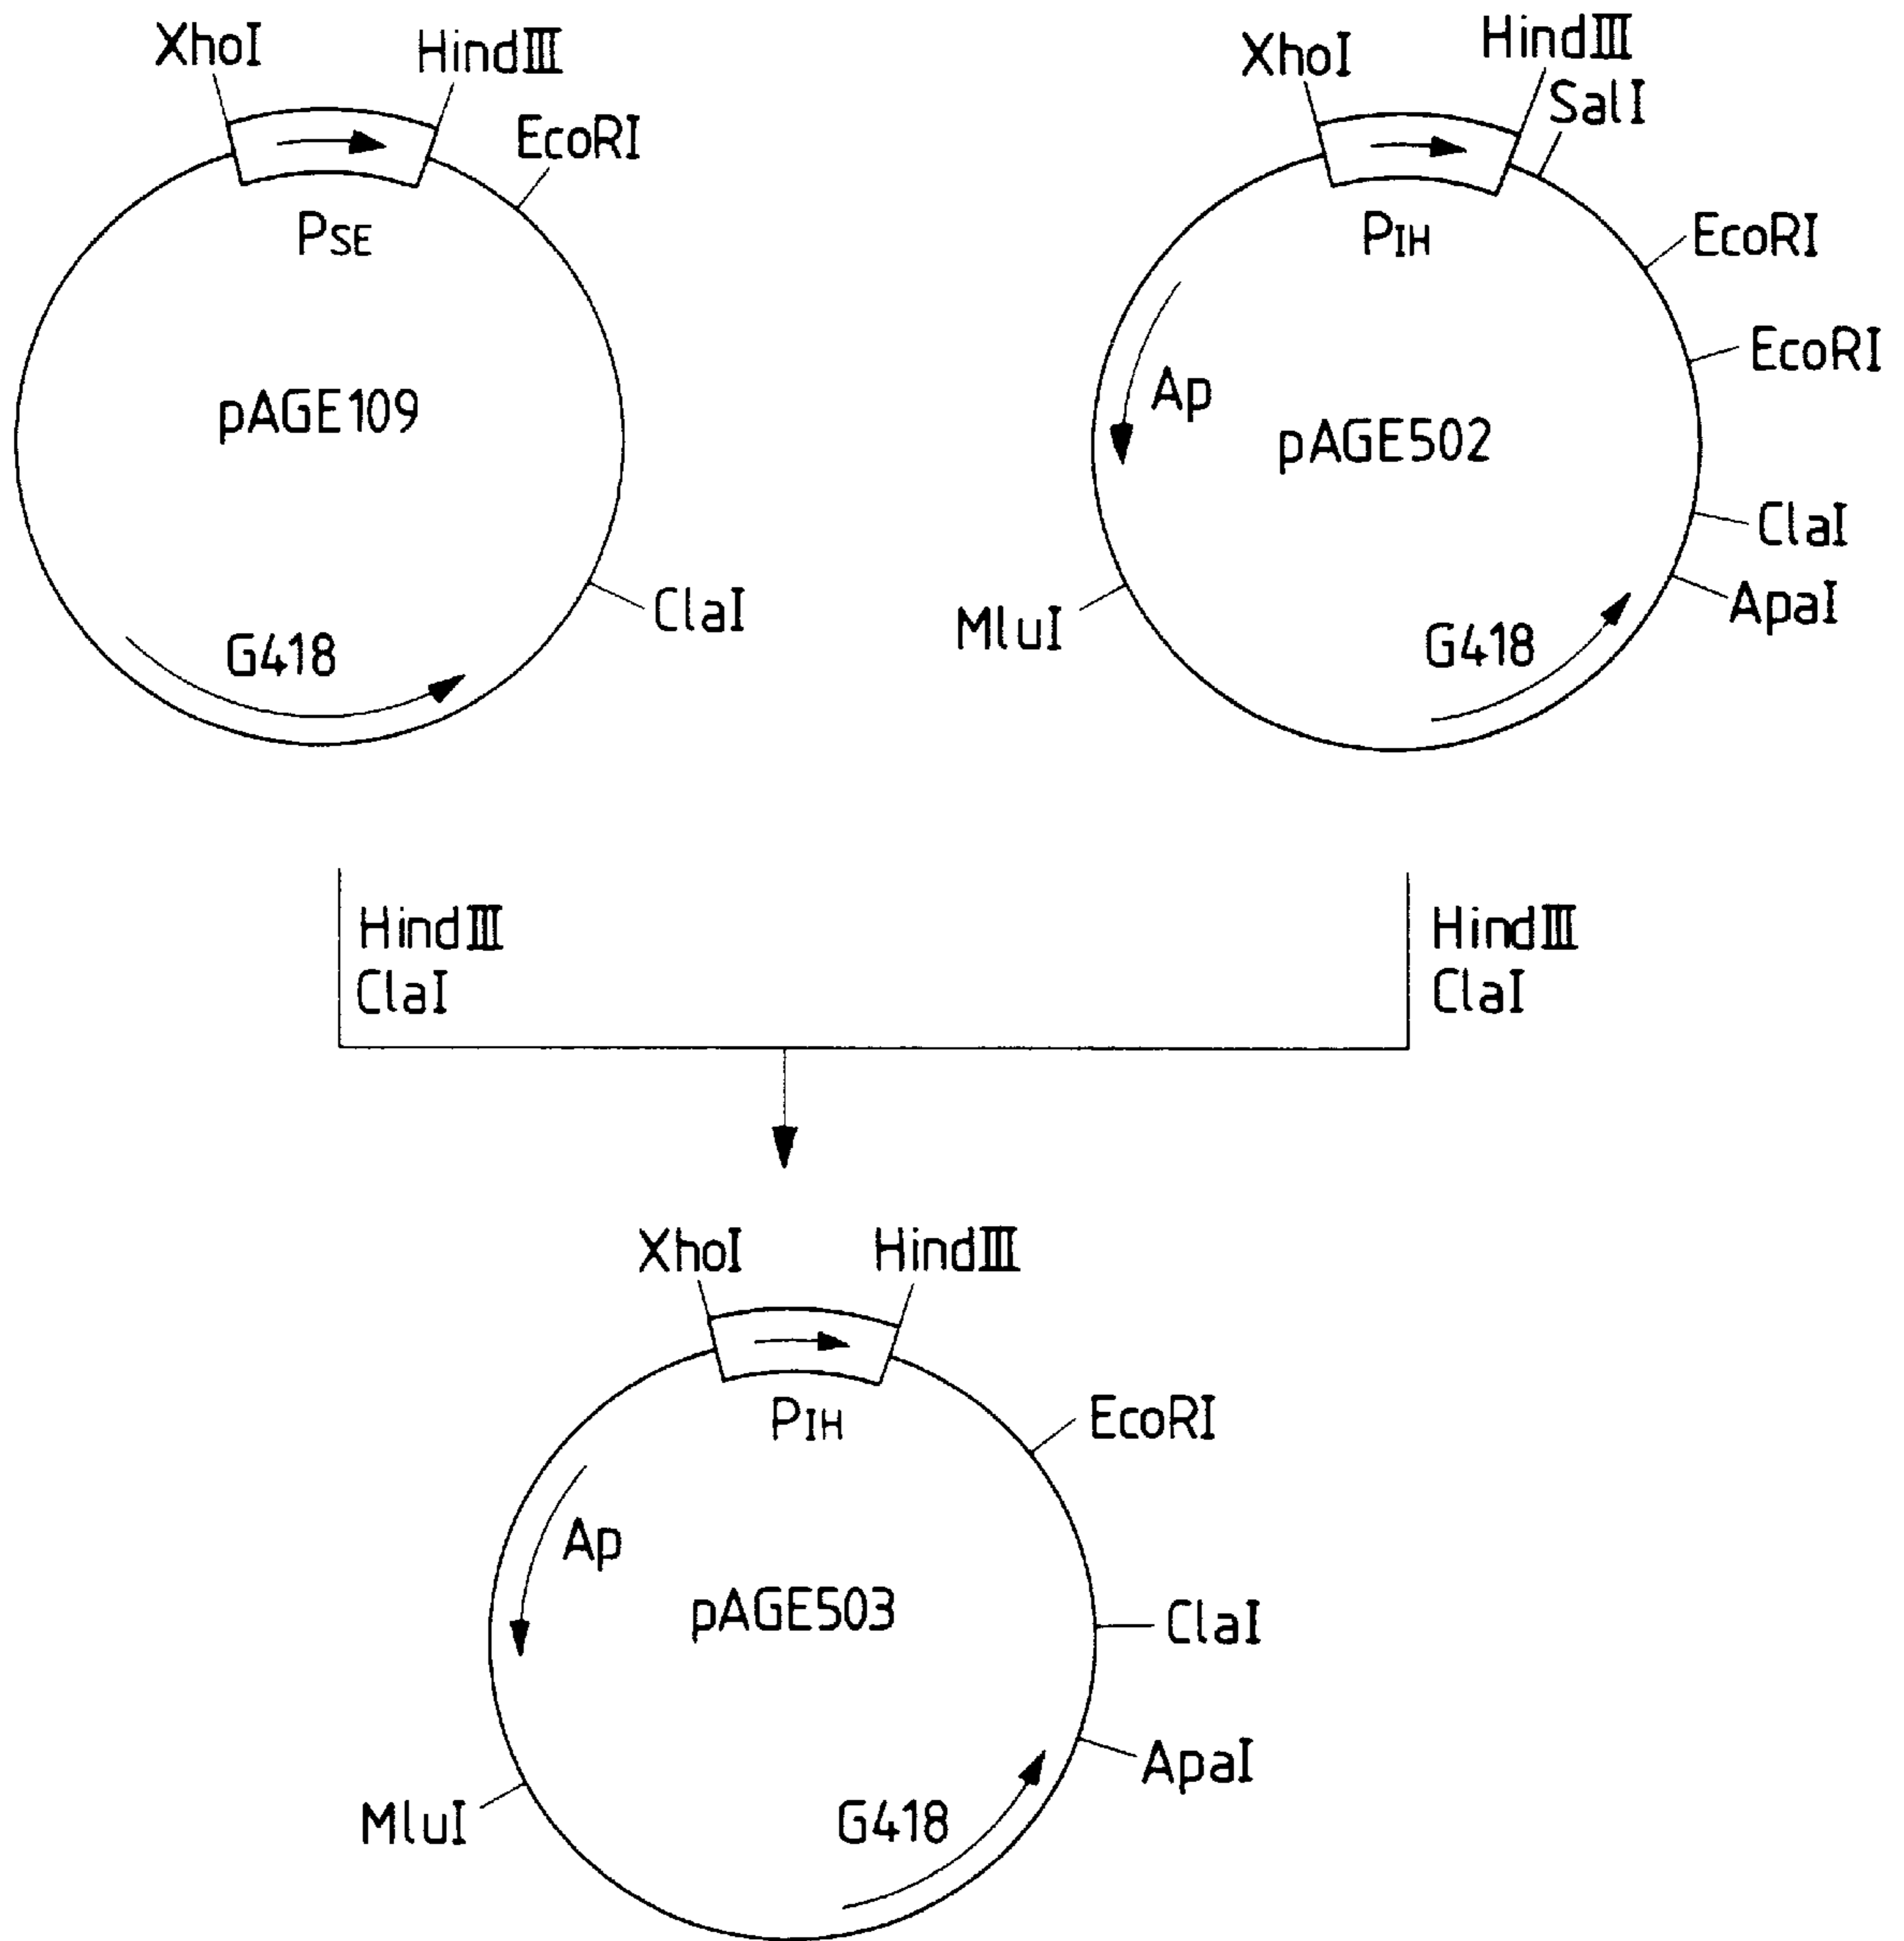 XhoI
HindIII
EcoRI
PSE
pAGE109
ClaI
G418
XhoI
HindIII
SalI
EcoRI
PIH
EcoRI
Ap
pAGE502
ClaI
ApaI
MluI
G418
HindIII
ClaI
HindIII
ClaI
XhoI
HindIII
EcoRI
PIH
Ap
pAGE503
ClaI
ApaI
MluI
G418